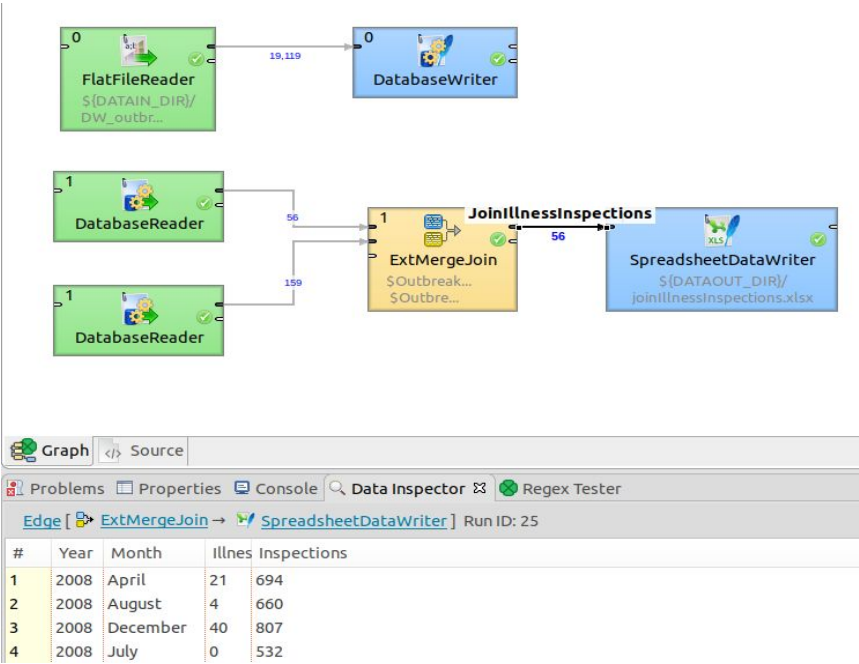 0
FlatFileReader
${DATAIN_DIR}/
DW_outbr...
19,119
0
DatabaseWriter
1
DatabaseReader
56
1
DatabaseReader
159
1
ExtMergeJoin
$Outbreak...
$Outbre...
JoinIllnessInspections
56
XLS
SpreadsheetDataWriter
${DATAOUT_DIR}/
joinIllnessInspections.xlsx
Graph </> Source
Problems Properties Console Data Inspector Regex Tester
Edge [ ExtMergeJoin → SpreadsheetDataWriter ] Run ID: 25
# Year Month Illnes Inspections
1 2008 April 21 694
2 2008 August 4 660
3 2008 December 40 807
4 2008 July 0 532